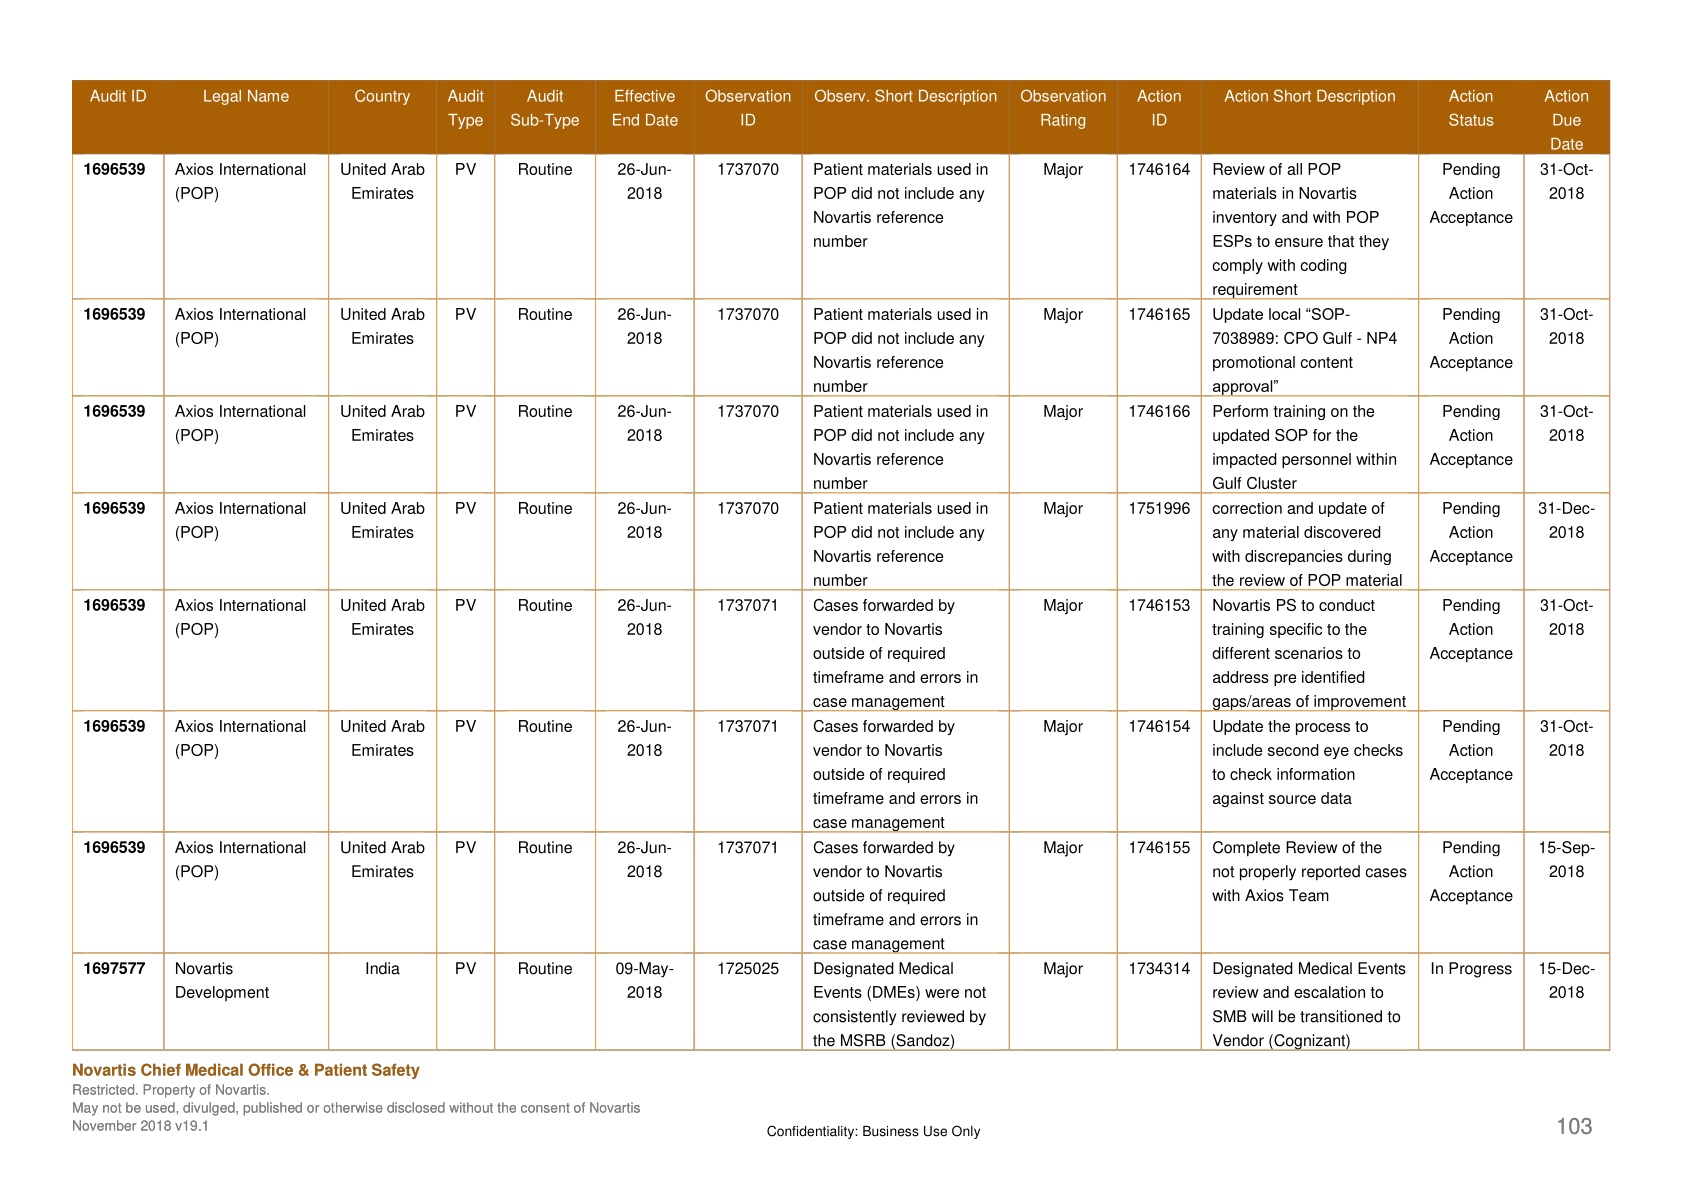 Audit ID Legal Name Country Audit Type Audit Sub-Type Effective End Date Observation ID Observ. Short Description Observation Rating Action ID Action Short Description Action Status Action Due Date
1696539 Axios International (POP) United Arab Emirates PV Routine 26-Jun-2018 1737070 Patient materials used in POP did not include any Novartis reference number Major 1746164 Review of all POP materials in Novartis inventory and with POP ESPs to ensure that they comply with coding requirement Pending Action Acceptance 31-Oct-2018
1696539 Axios International (POP) United Arab Emirates PV Routine 26-Jun-2018 1737070 Patient materials used in POP did not include any Novartis reference number Major 1746165 Update local “SOP-7038989: CPO Gulf - NP4 promotional content approval” Pending Action Acceptance 31-Oct-2018
1696539 Axios International (POP) United Arab Emirates PV Routine 26-Jun-2018 1737070 Patient materials used in POP did not include any Novartis reference number Major 1746166 Perform training on the updated SOP for the impacted personnel within Gulf Cluster Pending Action Acceptance 31-Oct-2018
1696539 Axios International (POP) United Arab Emirates PV Routine 26-Jun-2018 1737070 Patient materials used in POP did not include any Novartis reference number Major 1751996 correction and update of any material discovered with discrepancies during the review of POP material Pending Action Acceptance 31-Dec-2018
1696539 Axios International (POP) United Arab Emirates PV Routine 26-Jun-2018 1737071 Cases forwarded by vendor to Novartis outside of required timeframe and errors in case management Major 1746153 Novartis PS to conduct training specific to the different scenarios to address pre identified gaps/areas of improvement Pending Action Acceptance 31-Oct-2018
1696539 Axios International (POP) United Arab Emirates PV Routine 26-Jun-2018 1737071 Cases forwarded by vendor to Novartis outside of required timeframe and errors in case management Major 1746154 Update the process to include second eye checks to check information against source data Pending Action Acceptance 31-Oct-2018
1696539 Axios International (POP) United Arab Emirates PV Routine 26-Jun-2018 1737071 Cases forwarded by vendor to Novartis outside of required timeframe and errors in case management Major 1746155 Complete Review of the not properly reported cases with Axios Team Pending Action Acceptance 15-Sep-2018
1697577 Novartis Development India PV Routine 09-May-2018 1725025 Designated Medical Events (DMEs) were not consistently reviewed by the MSRB (Sandoz) Major 1734314 Designated Medical Events review and escalation to SMB will be transitioned to Vendor (Cognizant) In Progress 15-Dec-2018
Novartis Chief Medical Office & Patient Safety
Restricted. Property of Novartis.
May not be used, divulged, published or otherwise disclosed without the consent of Novartis
November 2018 v19.1
Confidentiality: Business Use Only
103